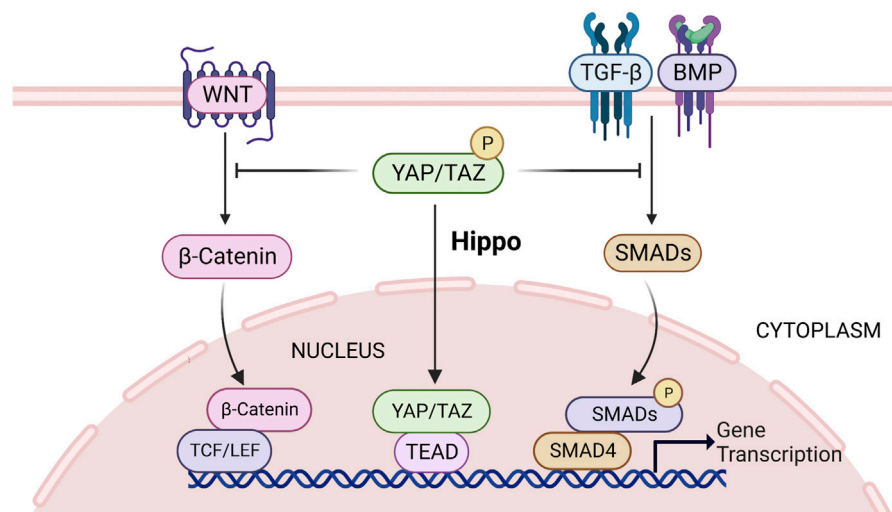 WNT
TGF-β
BMP
P
YAP/TAZ
Hippo
β-Catenin
SMADs
CYTOPLASM
NUCLEUS
β-Catenin
TCF/LEF
YAP/TAZ
TEAD
P
SMADs
SMAD4
Gene
Transcription